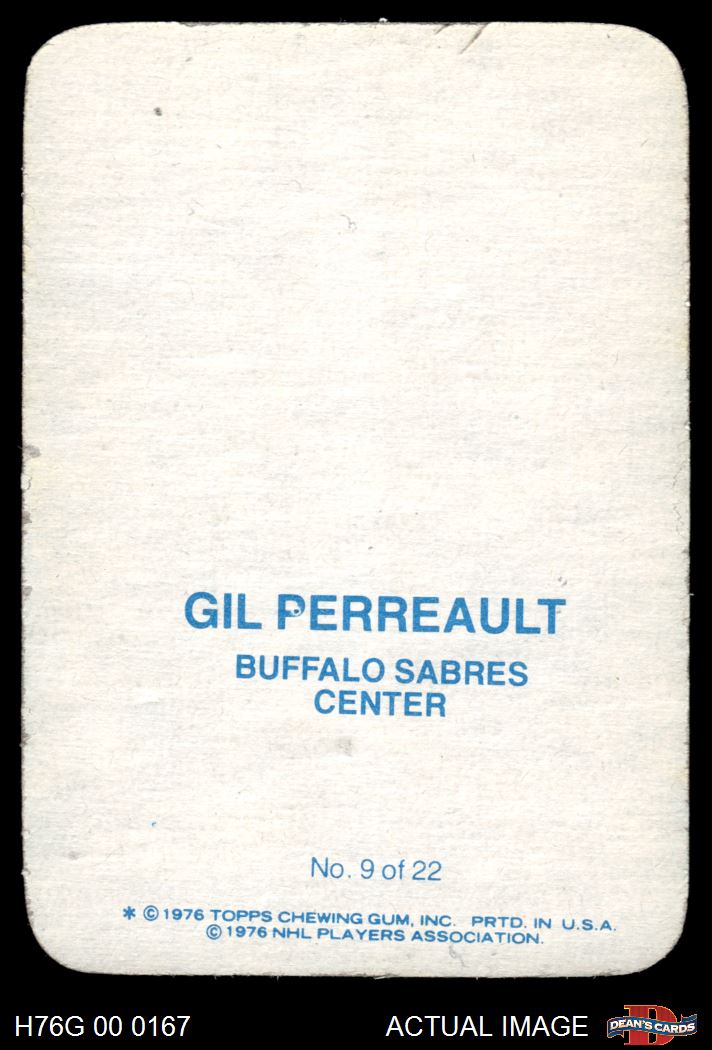 GIL PERREAULT
BUFFALO SABRES
CENTER
No. 9 of 22
* © 1976 TOPPS CHEWING GUM, INC. PRTD. IN U.S.A.
© 1976 NHL PLAYERS ASSOCIATION.
H76G 00 0167
ACTUAL IMAGE
D
DEAN'S CARDS